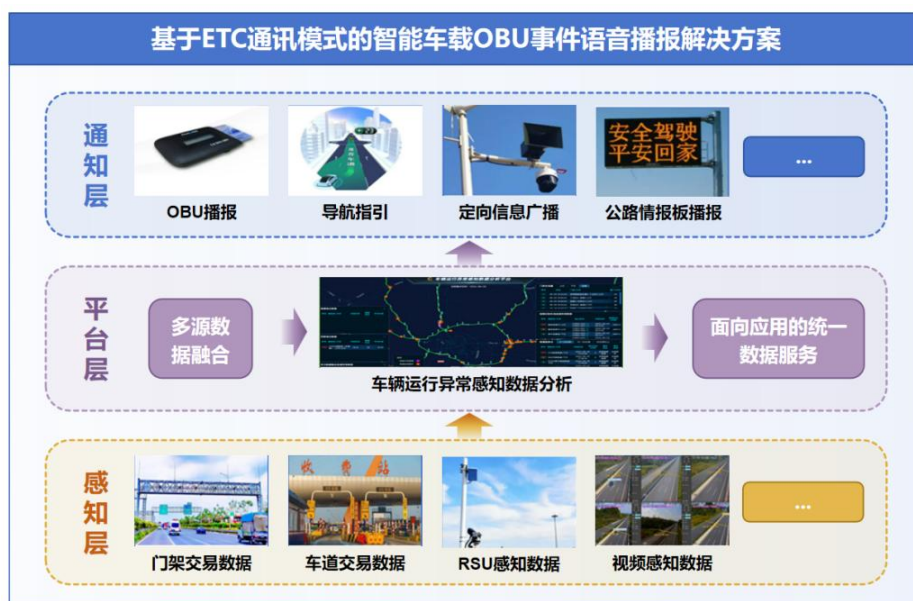 基于ETC通讯模式的智能车载OBU事件语音播报解决方案
通知层
安全驾驶
平安回家
...
OBU播报
导航指引
定向信息广播
公路情报板播报
平台层
多源数
据融合
车辆运行异常感知数据分析
面向应用的统一
数据服务
感知层
收费站
...
门架交易数据
车道交易数据
RSU感知数据
视频感知数据